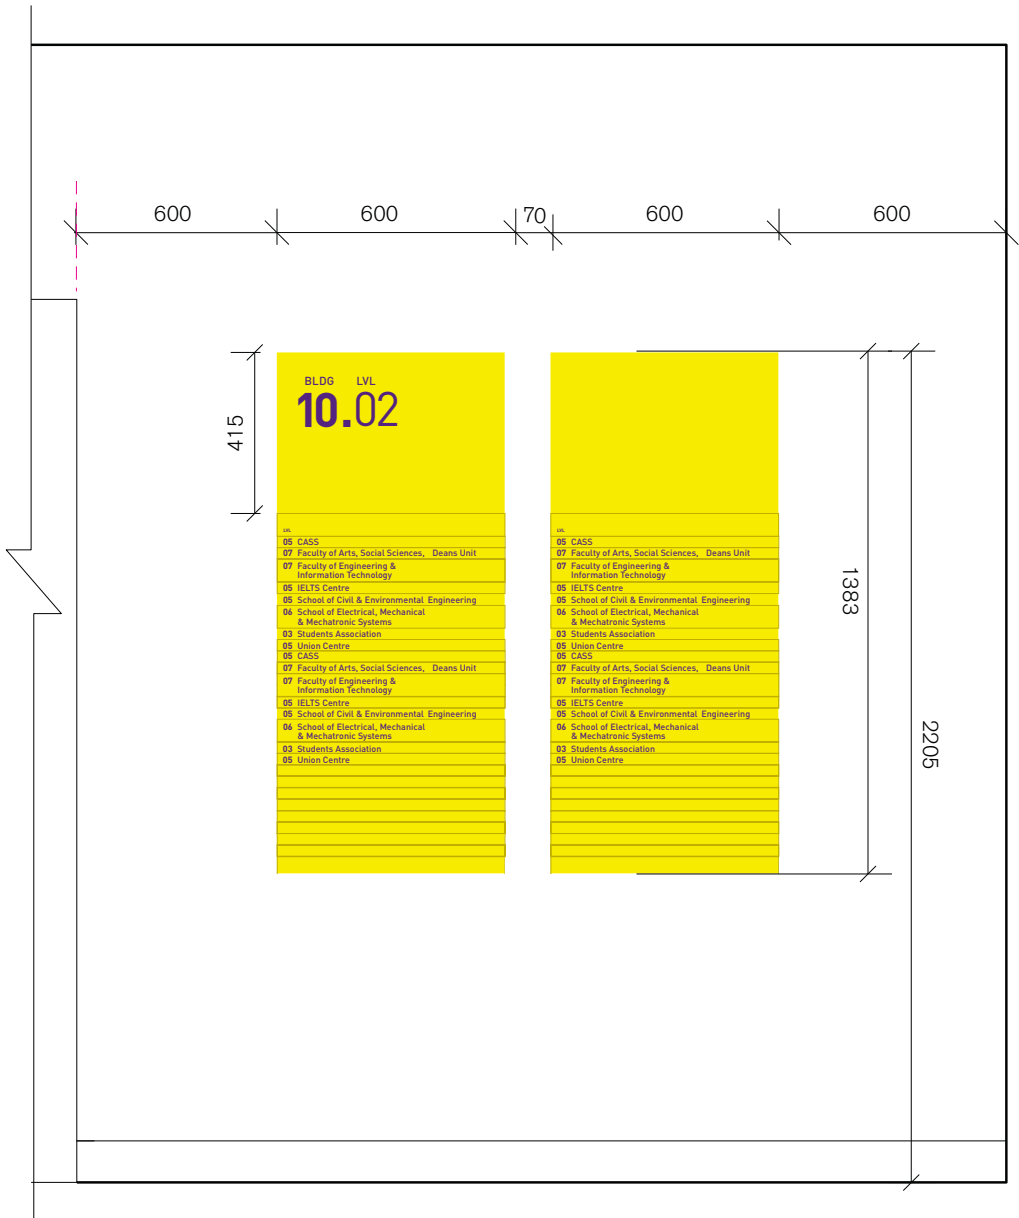 600 600 70 600 600
BLDG LVL
10.02
415
1383
2205
LVL
05 CASS
07 Faculty of Arts, Social Sciences, Deans Unit
07 Faculty of Engineering &
Information Technology
05 IELTS Centre
05 School of Civil & Environmental Engineering
06 School of Electrical, Mechanical
& Mechatronic Systems
03 Students Association
05 Union Centre
05 CASS
07 Faculty of Arts, Social Sciences, Deans Unit
07 Faculty of Engineering &
Information Technology
05 IELTS Centre
05 School of Civil & Environmental Engineering
06 School of Electrical, Mechanical
& Mechatronic Systems
03 Students Association
05 Union Centre
LVL
05 CASS
07 Faculty of Arts, Social Sciences, Deans Unit
07 Faculty of Engineering &
Information Technology
05 IELTS Centre
05 School of Civil & Environmental Engineering
06 School of Electrical, Mechanical
& Mechatronic Systems
03 Students Association
05 Union Centre
05 CASS
07 Faculty of Arts, Social Sciences, Deans Unit
07 Faculty of Engineering &
Information Technology
05 IELTS Centre
05 School of Civil & Environmental Engineering
06 School of Electrical, Mechanical
& Mechatronic Systems
03 Students Association
05 Union Centre